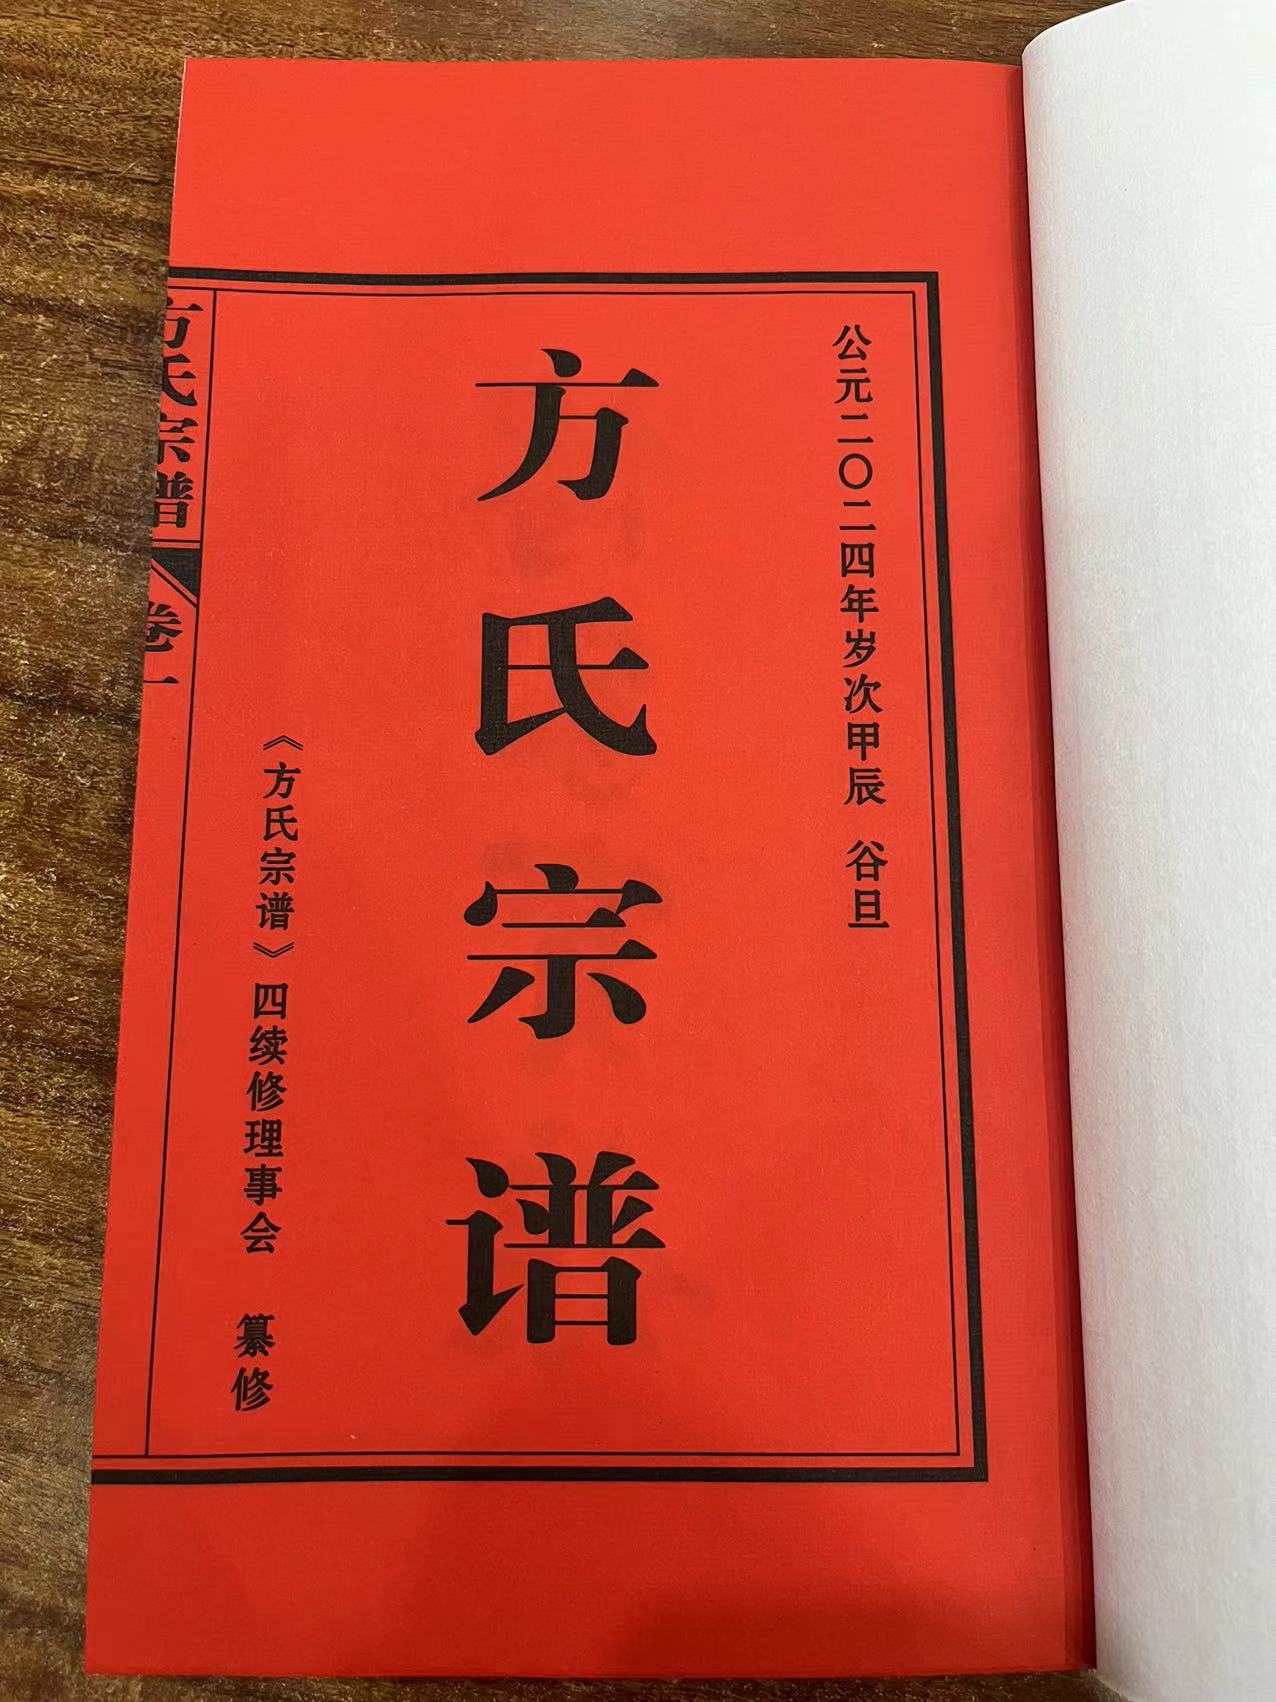 公元二〇二四年岁次甲辰 谷旦
方氏宗谱
《方氏宗谱》四续修理事会 纂修
方氏宗谱 卷一